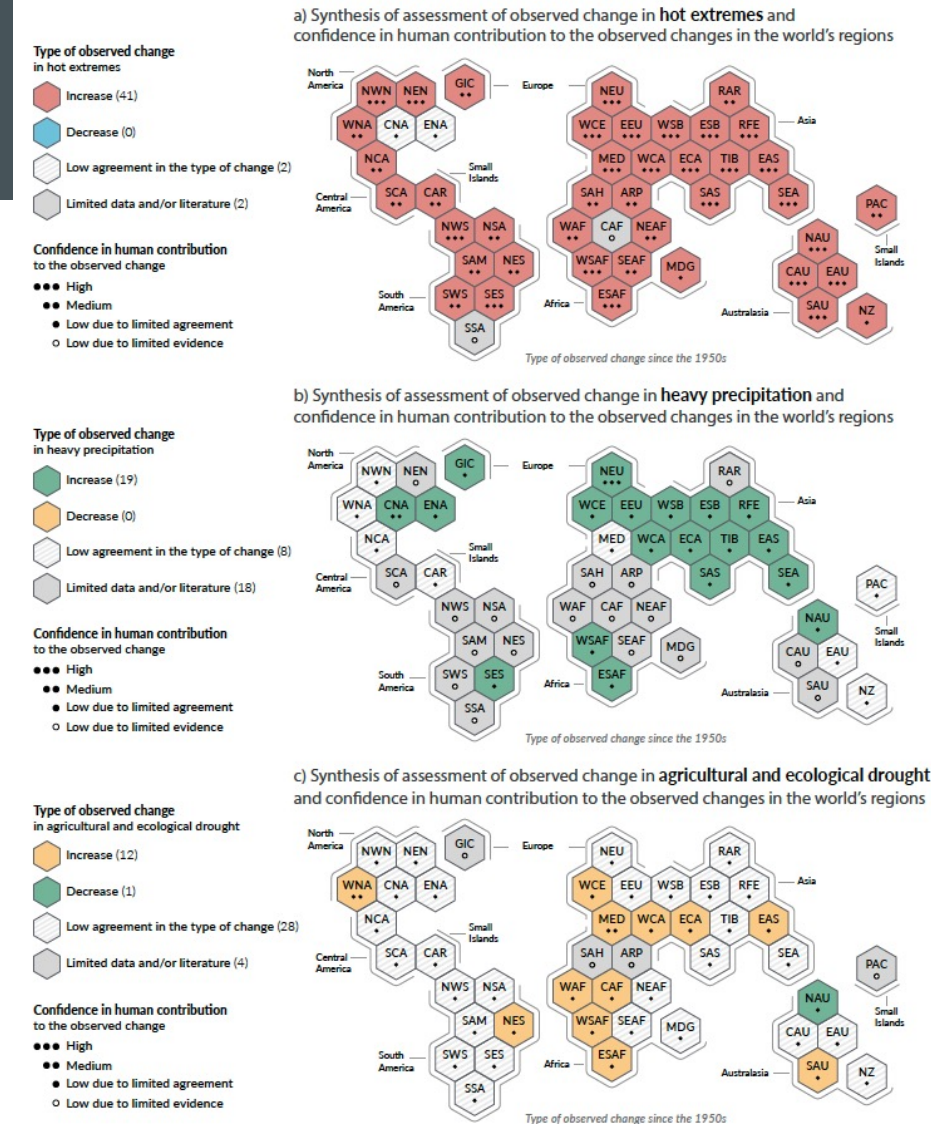 a) Synthesis of assessment of observed change in hot extremes and
confidence in human contribution to the observed changes in the world's regions
Type of observed change
in hot extremes
Increase (41)
Decrease (0)
Low agreement in the type of change (2)
Limited data and/or literature (2)
Confidence in human contribution
to the observed change
●●● High
●● Medium
● Low due to limited agreement
○ Low due to limited evidence
North
America
GIC
Europe
NWN NEN NEU RAR
WNA CNA ENA WCE EEU WSB ESB RFE
Asia
NCA MED WCA ECA TIB EAS
Small
Islands
Central
America
SCA CAR SAH ARP SAS SEA
PAC
Small
Islands
NWS NSA WAF CAF NEAF NAU
SAM NES WSAF SEAF MDG CAU EAU
South
America
SWS SES
Africa
ESAF
Australasia
SAU NZ
SSA
Type of observed change since the 1950s
b) Synthesis of assessment of observed change in heavy precipitation and
confidence in human contribution to the observed changes in the world's regions
Type of observed change
in heavy precipitation
Increase (19)
Decrease (0)
Low agreement in the type of change (8)
Limited data and/or literature (18)
Confidence in human contribution
to the observed change
●●● High
●● Medium
● Low due to limited agreement
○ Low due to limited evidence
North
America
GIC
Europe
NWN NEN NEU RAR
WNA CNA ENA WCE EEU WSB ESB RFE
Asia
NCA MED WCA ECA TIB EAS
Small
Islands
Central
America
SCA CAR SAH ARP SAS SEA
PAC
Small
Islands
NWS NSA WAF CAF NEAF NAU
SAM NES WSAF SEAF MDG CAU EAU
South
America
SWS SES
Africa
ESAF
Australasia
SAU NZ
SSA
Type of observed change since the 1950s
c) Synthesis of assessment of observed change in agricultural and ecological drought
and confidence in human contribution to the observed changes in the world's regions
Type of observed change
in agricultural and ecological drought
Increase (12)
Decrease (1)
Low agreement in the type of change (28)
Limited data and/or literature (4)
Confidence in human contribution
to the observed change
●●● High
●● Medium
● Low due to limited agreement
○ Low due to limited evidence
North
America
GIC
Europe
NWN NEN NEU RAR
WNA CNA ENA WCE EEU WSB ESB RFE
Asia
NCA MED WCA ECA TIB EAS
Small
Islands
Central
America
SCA CAR SAH ARP SAS SEA
PAC
Small
Islands
NWS NSA WAF CAF NEAF NAU
SAM NES WSAF SEAF MDG CAU EAU
South
America
SWS SES
Africa
ESAF
Australasia
SAU NZ
SSA
Type of observed change since the 1950s